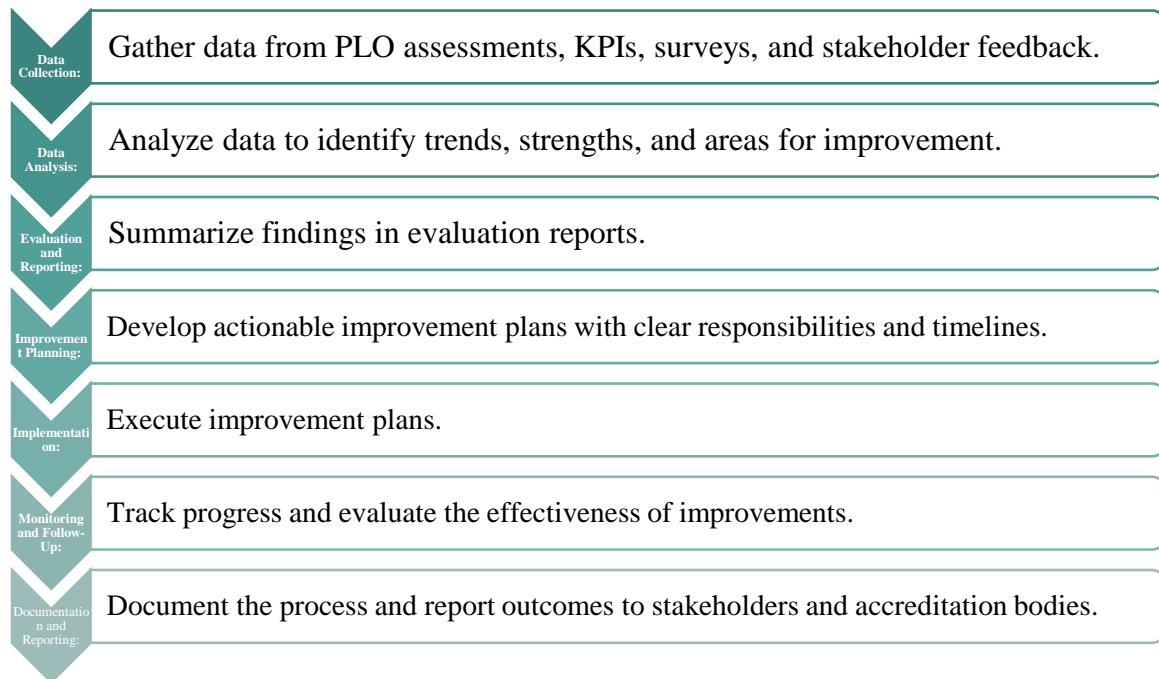 Data
Collection:
Gather data from PLO assessments, KPIs, surveys, and stakeholder feedback.
Data
Analysis:
Analyze data to identify trends, strengths, and areas for improvement.
Evaluation
and
Reporting:
Summarize findings in evaluation reports.
Improvemen
t Planning:
Develop actionable improvement plans with clear responsibilities and timelines.
Implementati
on:
Execute improvement plans.
Monitoring
and Follow-
Up:
Track progress and evaluate the effectiveness of improvements.
Documentatio
n and
Reporting:
Document the process and report outcomes to stakeholders and accreditation bodies.